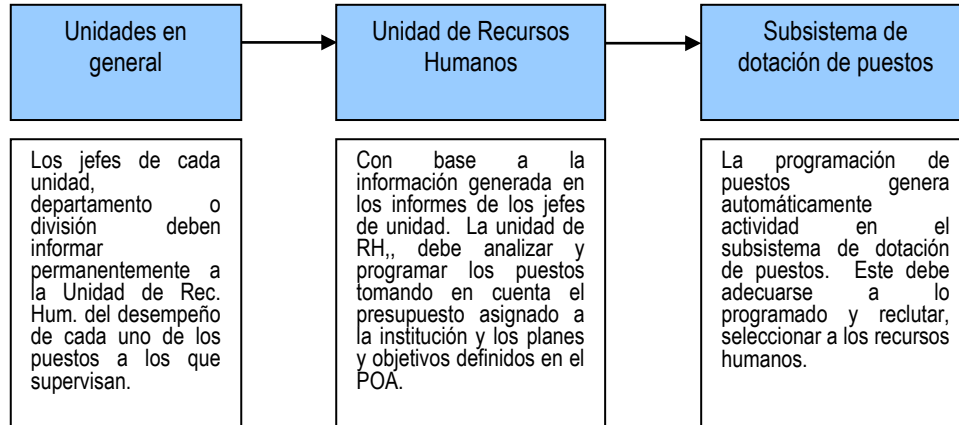 Unidades en
general
Unidad de Recursos
Humanos
Subsistema de
dotación de puestos
Los jefes de cada
unidad,
departamento o
división deben
informar
permanentemente a
la Unidad de Rec.
Hum. del desempeño
de cada uno de los
puestos a los que
supervisan.
Con base a la
información generada en
los informes de los jefes
de unidad. La unidad de
RH,, debe analizar y
programar los puestos
tomando en cuenta el
presupuesto asignado a
la institución y los planes
y objetivos definidos en el
POA.
La programación de
puestos genera
automáticamente
actividad en el
subsistema de dotación
de puestos. Este debe
adecuarse a lo
programado y reclutar,
seleccionar a los recursos
humanos.